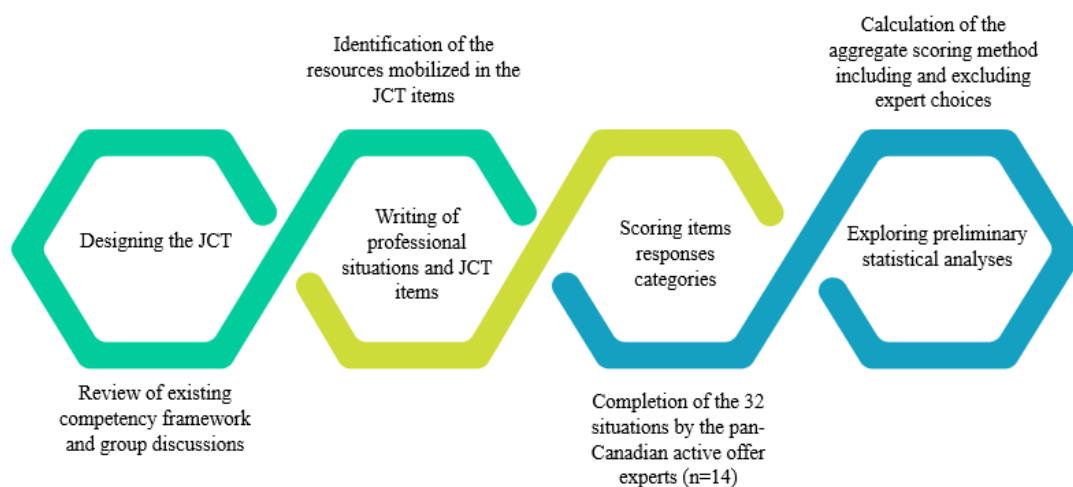 Designing the JCT
Review of existing
competency framework
and group discussions
Identification of the
resources mobilized in the
JCT items
Writing of
professional
situations and JCT
items
Scoring items
responses
categories
Completion of the 32
situations by the pan-
Canadian active offer
experts (n=14)
Calculation of the
aggregate scoring method
including and excluding
expert choices
Exploring preliminary
statistical analyses